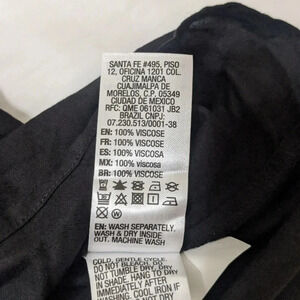 SANTA FE #495, PISO
12, OFICINA 1201 COL.
CRUZ MANCA
CUAJIMALPA DE
MORELOS, C.P. 05349
CIUDAD DE MEXICO
RFC: QME 061031 JB2
BRAZIL CNPJ:
07.230.513/0001-38
EN: 100% VISCOSE
FR: 100% VISCOSE
ES: 100% VISCOSA
MX: 100% viscosa
BR: 100% VISCOSE
EN: WASH SEPARATELY.
WASH & DRY INSIDE
OUT. MACHINE WASH
COLD, GENTLE CYCLE.
DO NOT BLEACH. DO
NOT TUMBLE DRY. DRY
IN SHADE. HANG TO DRY
IMMEDIATELY AFTER
WASHING. COOL IRON IF